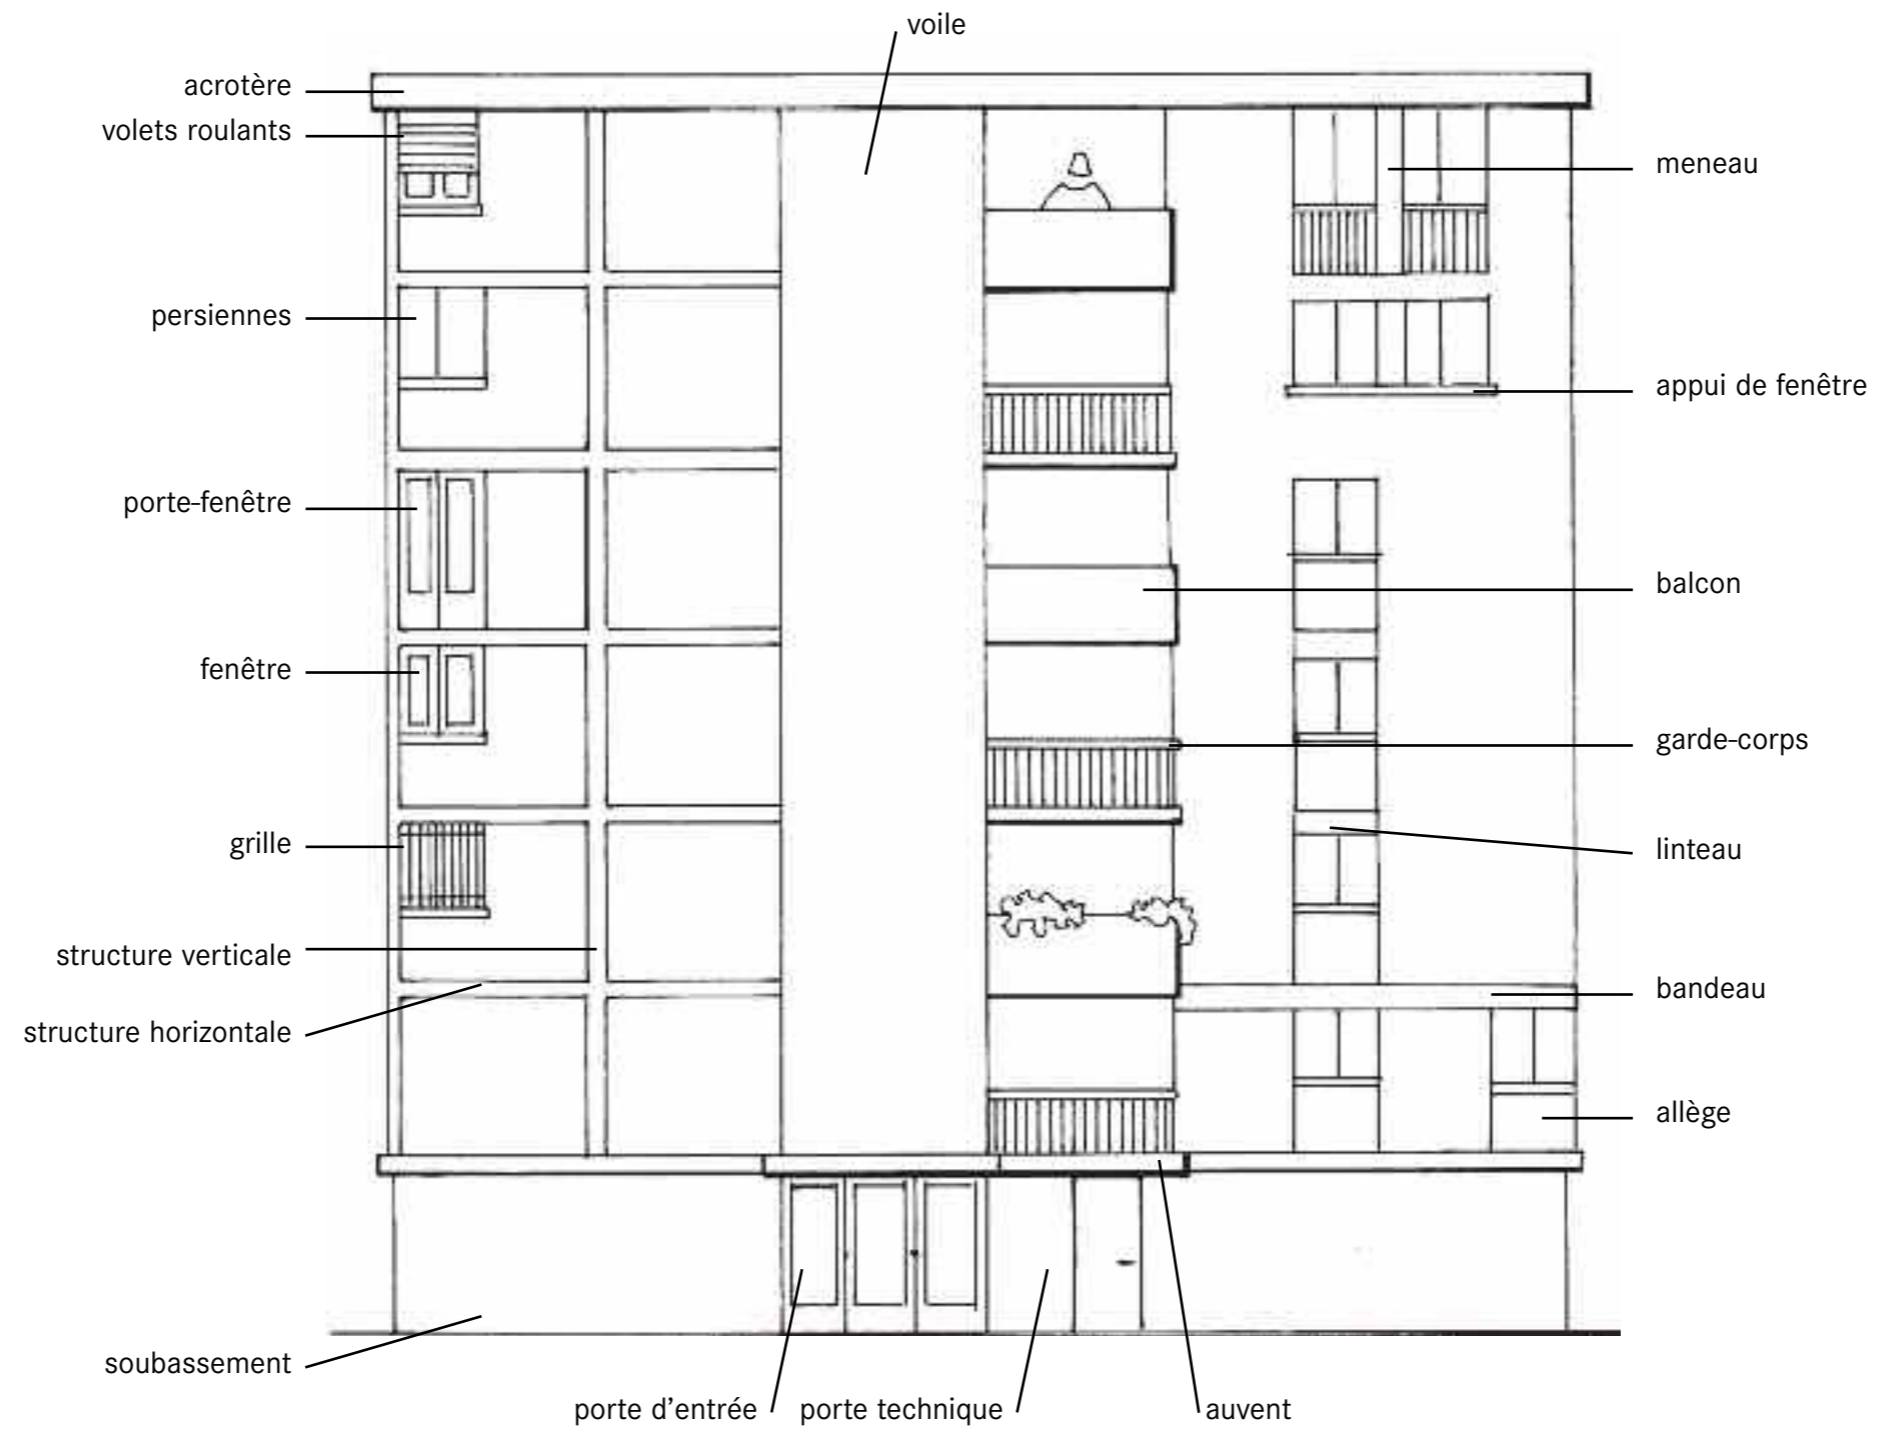 voile
acrotère
volets roulants
persiennes
porte-fenêtre
fenêtre
grille
structure verticale
structure horizontale
soubassement
porte d'entrée
porte technique
auvent
meneau
appui de fenêtre
balcon
garde-corps
linteau
bandeau
allège